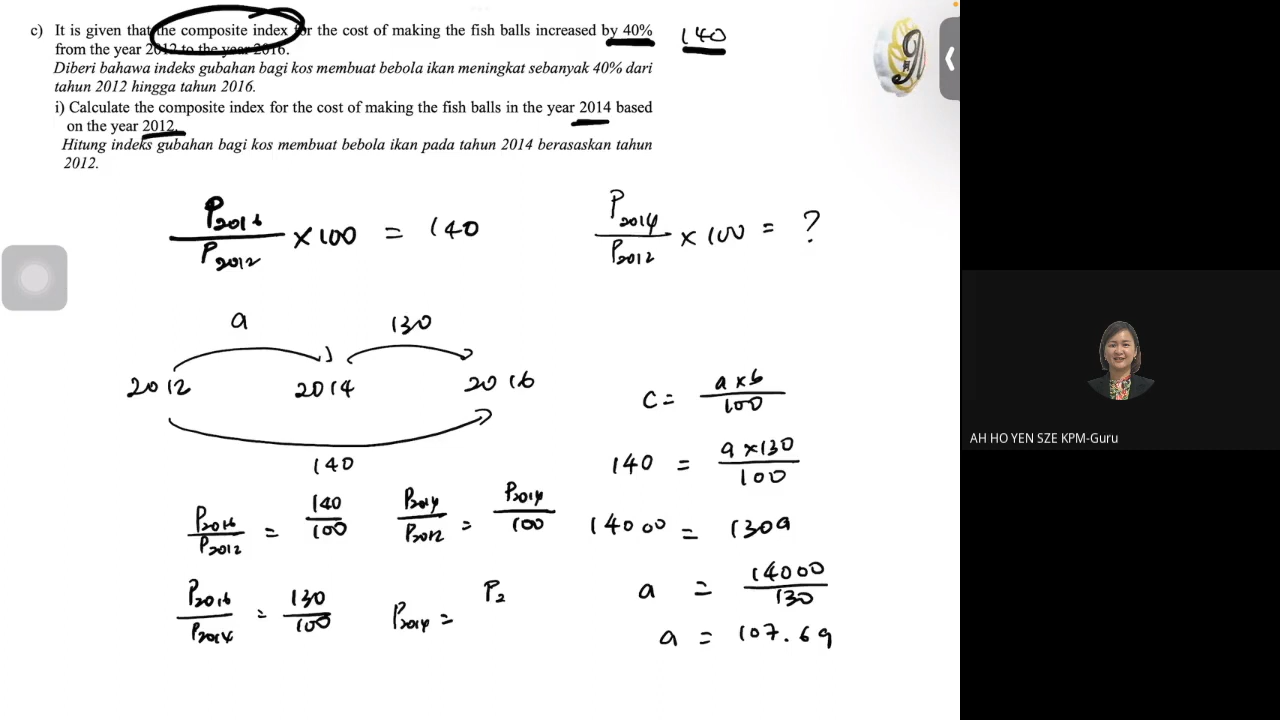 c) It is given that the composite index for the cost of making the fish balls increased by 40%
from the year 2012 to the year 2016.
Diberi bahawa indeks gubahan bagi kos membuat bebola ikan meningkat sebanyak 40% dari
tahun 2012 hingga tahun 2016.
i) Calculate the composite index for the cost of making the fish balls in the year 2014 based
on the year 2012.
Hitung indeks gubahan bagi kos membuat bebola ikan pada tahun 2014 berasaskan tahun
2012.
140
P2016 / P2012 × 100 = 140
P2014 / P2012 × 100 = ?
a 130
2012 2014 2016
140
P2016 / P2012 = 140 / 100
P2014 / P2012 = P2014 / 100
P2016 / P2014 = 130 / 100
P2014 = P2
c = a × b / 100
140 = a × 130 / 100
14000 = 130a
a = 14000 / 130
a = 107.69
AH HO YEN SZE KPM-Guru